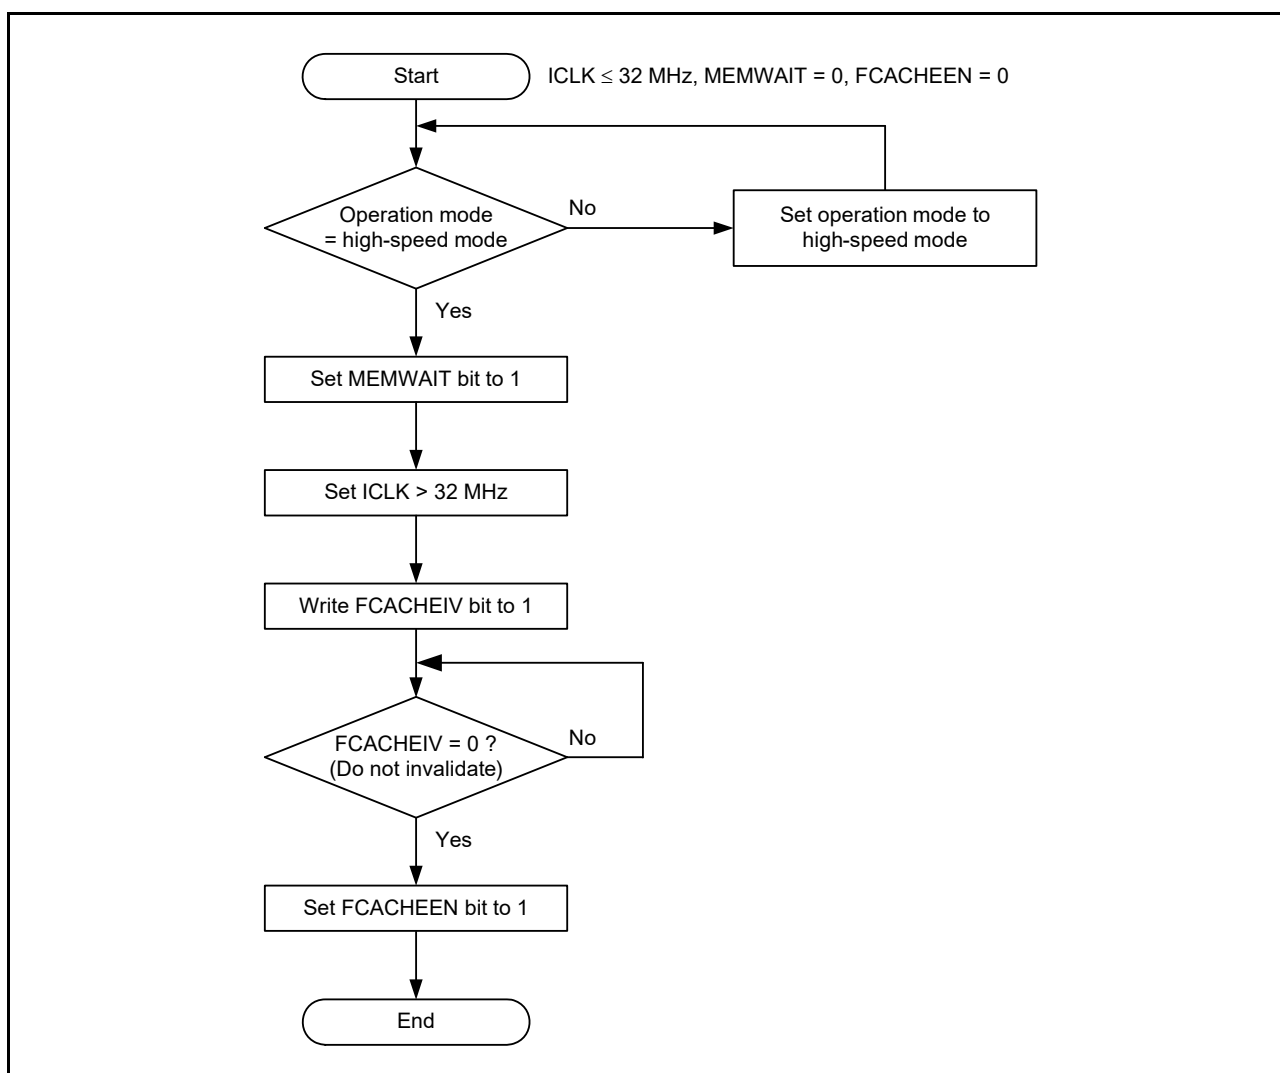 Start
ICLK ≤ 32 MHz, MEMWAIT = 0, FCACHEEN = 0
Operation mode
= high-speed mode
No
Set operation mode to
high-speed mode
Yes
Set MEMWAIT bit to 1
Set ICLK > 32 MHz
Write FCACHEIV bit to 1
FCACHEIV = 0 ?
(Do not invalidate)
No
Yes
Set FCACHEEN bit to 1
End